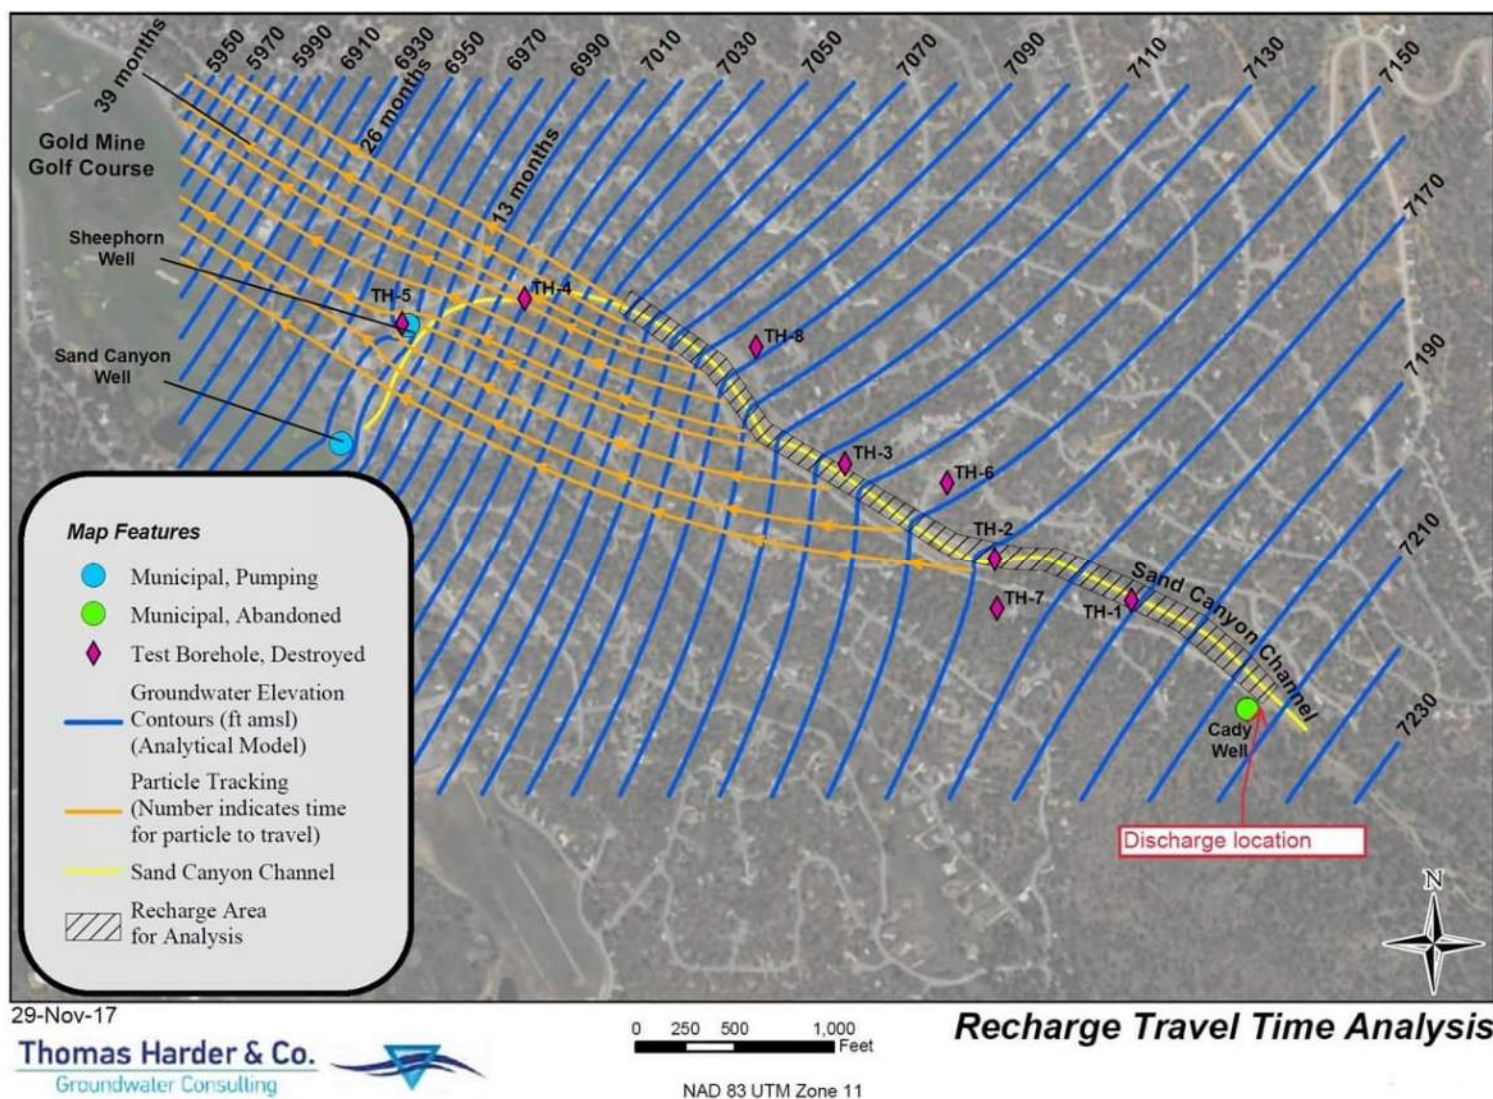 39 months
5950
5970
5990
6910
6930
26 months
6950
6970
13 months
6990
7010
7030
7050
7070
7090
7110
7130
7150
7170
7190
7210
7230
Gold Mine
Golf Course
Sheephorn
Well
Sand Canyon
Well
TH-5
TH-4
TH-8
TH-3
TH-6
TH-2
TH-7
TH-1
Sand Canyon Channel
Cady
Well
Discharge location
Map Features
Municipal, Pumping
Municipal, Abandoned
Test Borehole, Destroyed
Groundwater Elevation
Contours (ft amsl)
(Analytical Model)
Particle Tracking
(Number indicates time
for particle to travel)
Sand Canyon Channel
Recharge Area
for Analysis
N
29-Nov-17
Thomas Harder & Co.
Groundwater Consulting
0 250 500 1,000
Feet
NAD 83 UTM Zone 11
Recharge Travel Time Analysis